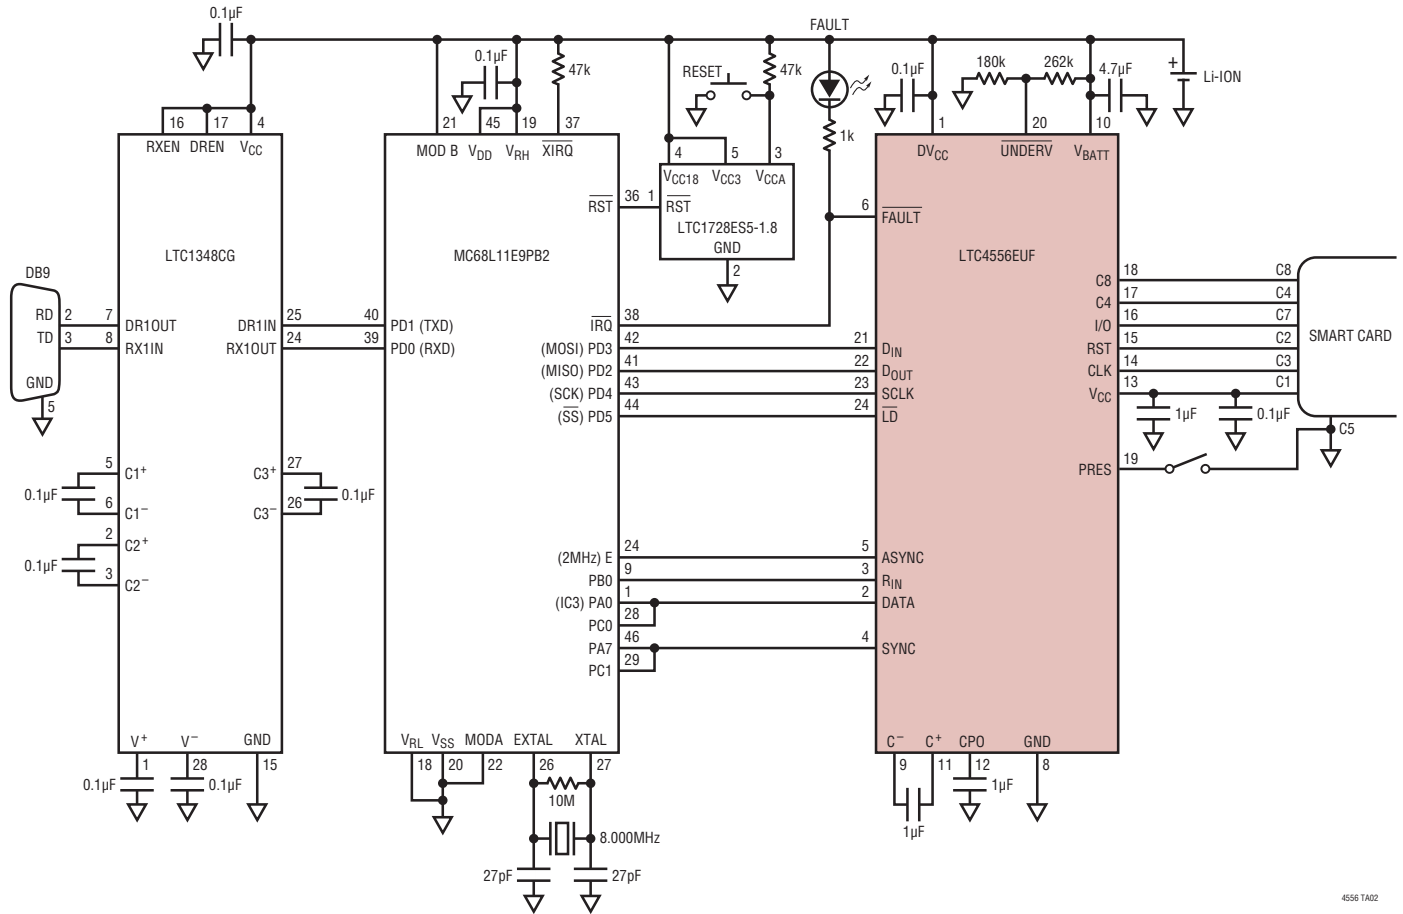 0.1µF
FAULT
0.1µF
47k
RESET
47k
0.1µF
180k
262k
4.7µF
+
Li-ION
1k
16 17 4
RXEN DREN VCC
21 45 19 37
MOD B VDD VRH XIRQ
4 5 3
VCC18 VCC3 VCCA
1 20 10
DVCC UNDERV VBATT
RST 36 1 RST
LTC1728ES5-1.8
GND
2
6
FAULT
LTC1348CG
MC68L11E9PB2
LTC4556EUF
DB9
RD 2 7 DR1OUT
TD 3 8 RX1IN
GND
5
DR1IN 25 40 PD1 (TXD)
RX1OUT 24 39 PD0 (RXD)
IRQ 38
(MOSI) PD3 42 21 DIN
(MISO) PD2 41 22 DOUT
(SCK) PD4 43 23 SCLK
(SS) PD5 44 24 LD
C8 18 C8
C4 17 C4
I/O 16 C7
RST 15 C2
CLK 14 C3
VCC 13 C1
SMART CARD
1µF
0.1µF
C5
PRES 19
5 C1+
0.1µF
6 C1–
2 C2+
0.1µF
3 C2–
C3+ 27
0.1µF
C3– 26
(2MHz) E 24 5 ASYNC
PB0 9 3 RIN
(IC3) PA0 1 2 DATA
PC0 28
PA7 46 4 SYNC
PC1 29
V+ V– GND
1 28 15
0.1µF 0.1µF
VRL VSS MODA EXTAL XTAL
18 20 22 26 27
10M
8.000MHz
27pF 27pF
C– C+ CPO GND
9 11 12 8
1µF
1µF
4556 TA02